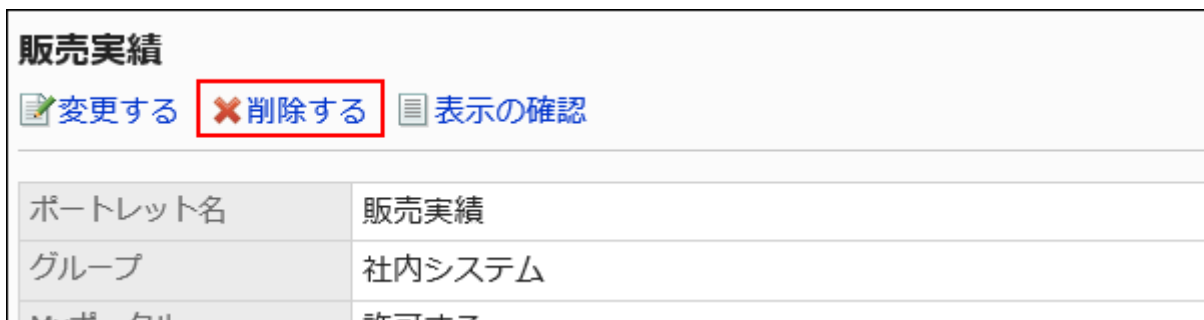 販売実績
変更する 削除する 表示の確認
ポートレット名 販売実績
グループ 社内システム